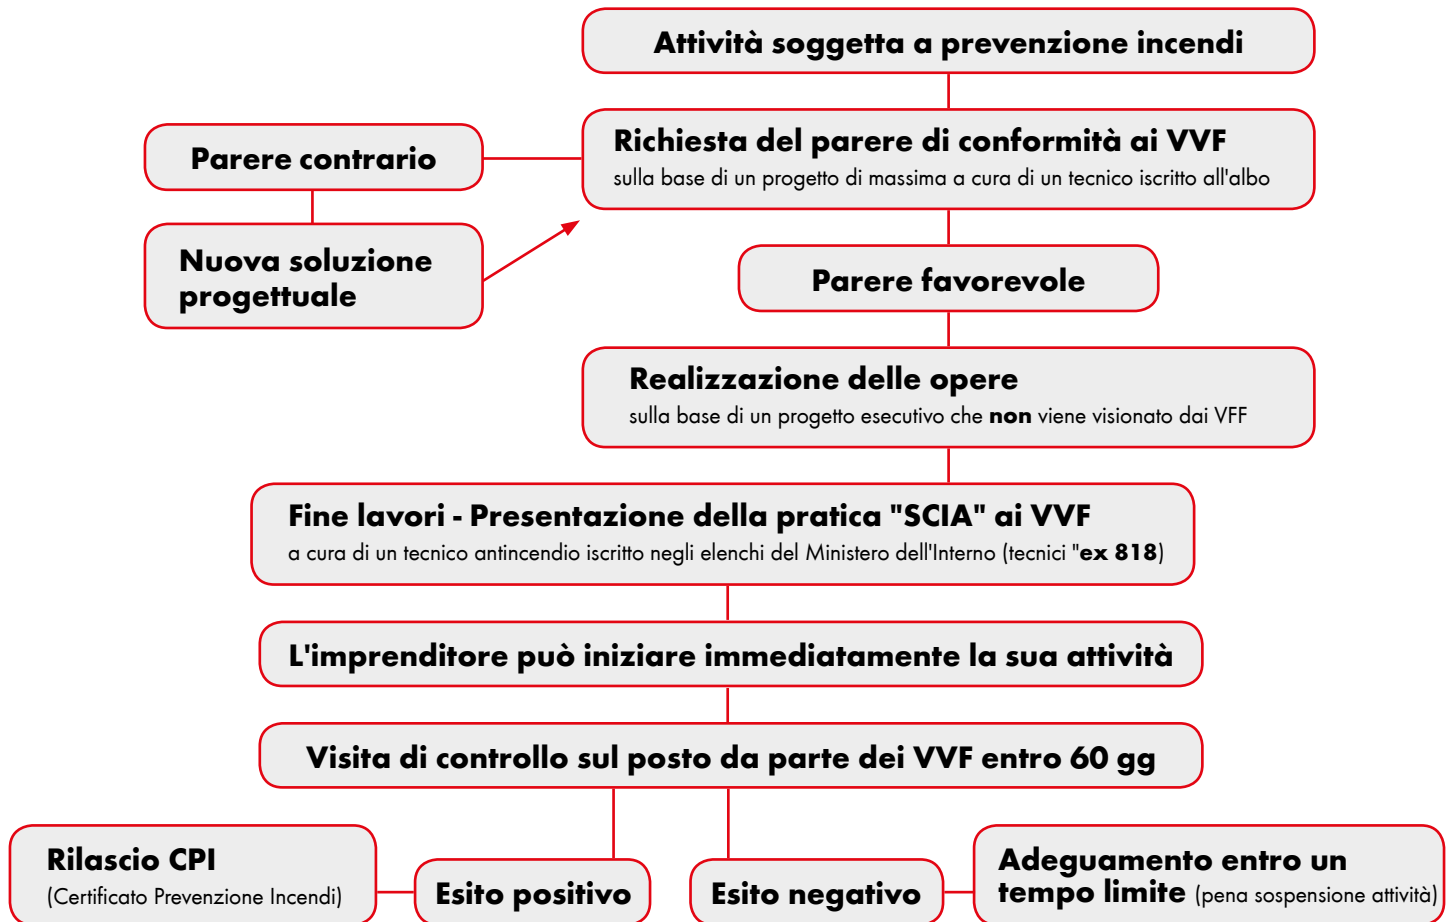 Attività soggetta a prevenzione incendi
Richiesta del parere di conformità ai VVF
sulla base di un progetto di massima a cura di un tecnico iscritto all'albo
Parere contrario
Nuova soluzione
progettuale
Parere favorevole
Realizzazione delle opere
sulla base di un progetto esecutivo che non viene visionato dai VFF
Fine lavori - Presentazione della pratica "SCIA" ai VVF
a cura di un tecnico antincendio iscritto negli elenchi del Ministero dell'Interno (tecnici "ex 818)
L'imprenditore può iniziare immediatamente la sua attività
Visita di controllo sul posto da parte dei VVF entro 60 gg
Rilascio CPI
(Certificato Prevenzione Incendi)
Esito positivo
Esito negativo
Adeguamento entro un
tempo limite (pena sospensione attività)